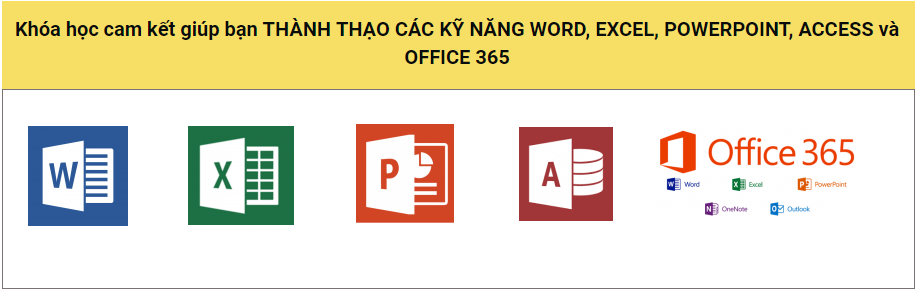 Khóa học cam kết giúp bạn THÀNH THẠO CÁC KỸ NĂNG WORD, EXCEL, POWERPOINT, ACCESS và
OFFICE 365
W
X
P
A
Office 365
W Word
X Excel
P PowerPoint
N OneNote
O Outlook